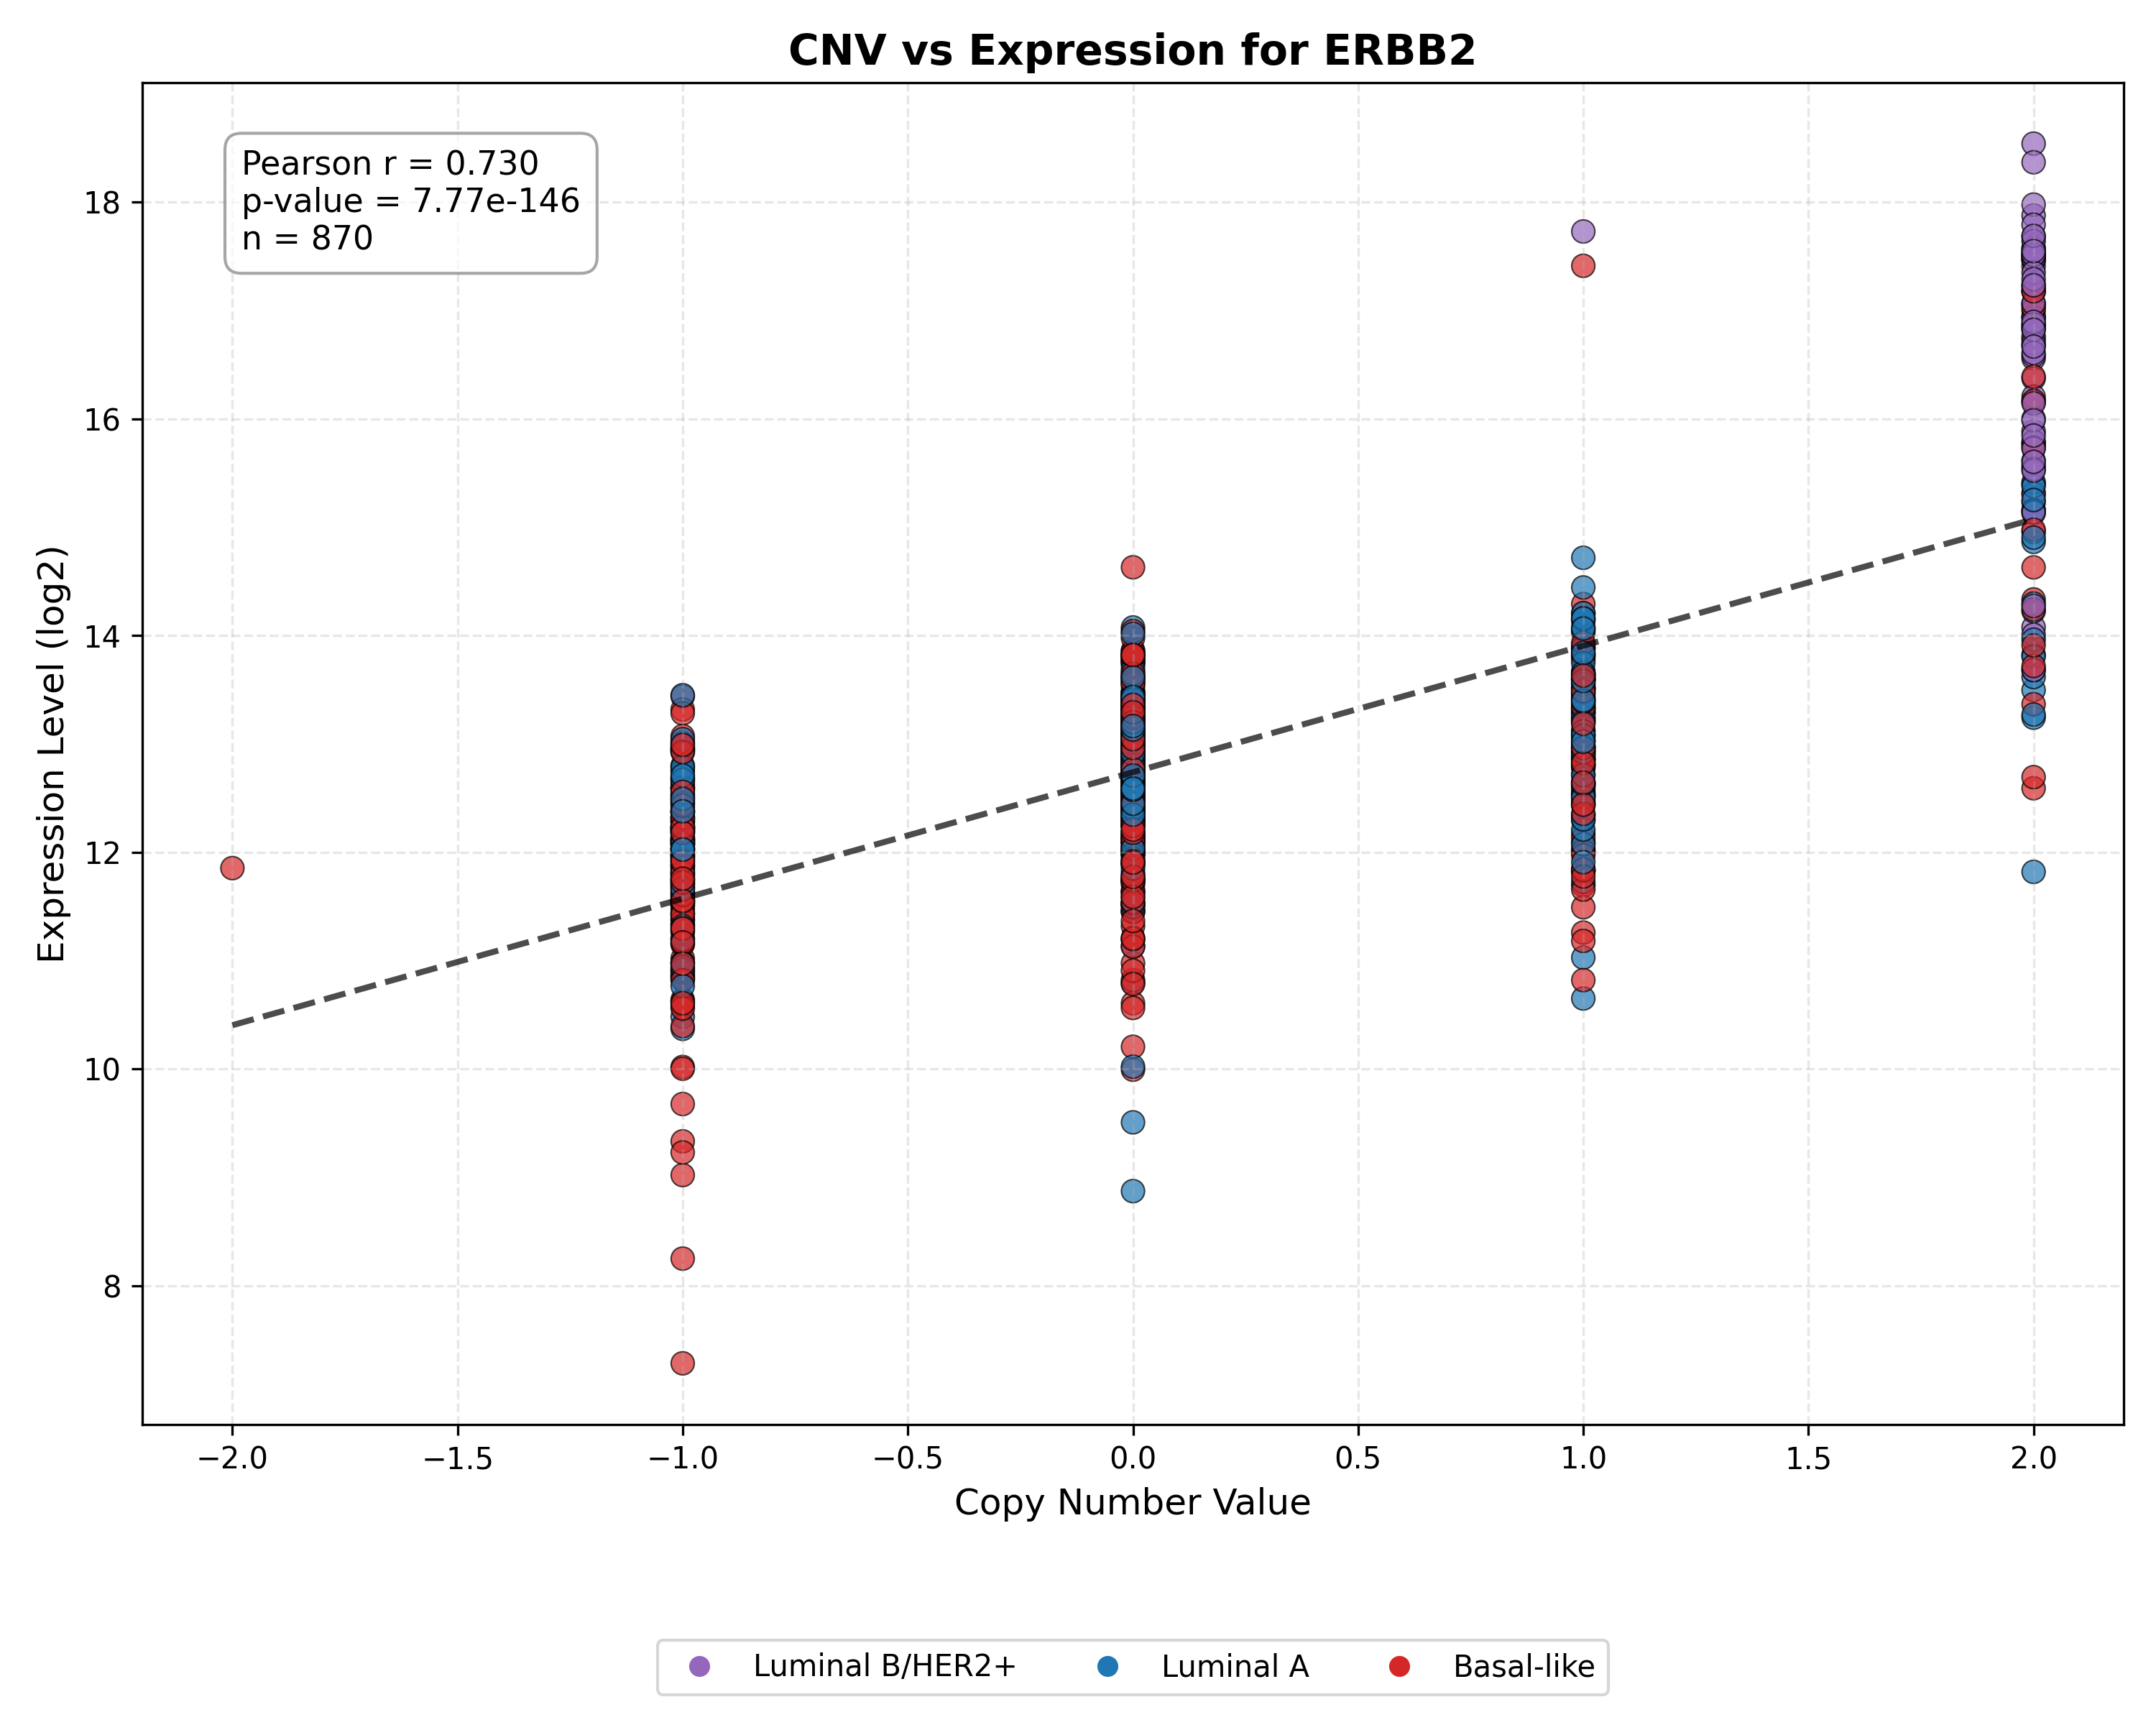 CNV vs Expression for ERBB2
Pearson r = 0.730
p-value = 7.77e-146
n = 870
Expression Level (log2)
18
16
14
12
10
8
−2.0 −1.5 −1.0 −0.5 0.0 0.5 1.0 1.5 2.0
Copy Number Value
Luminal B/HER2+ Luminal A Basal-like